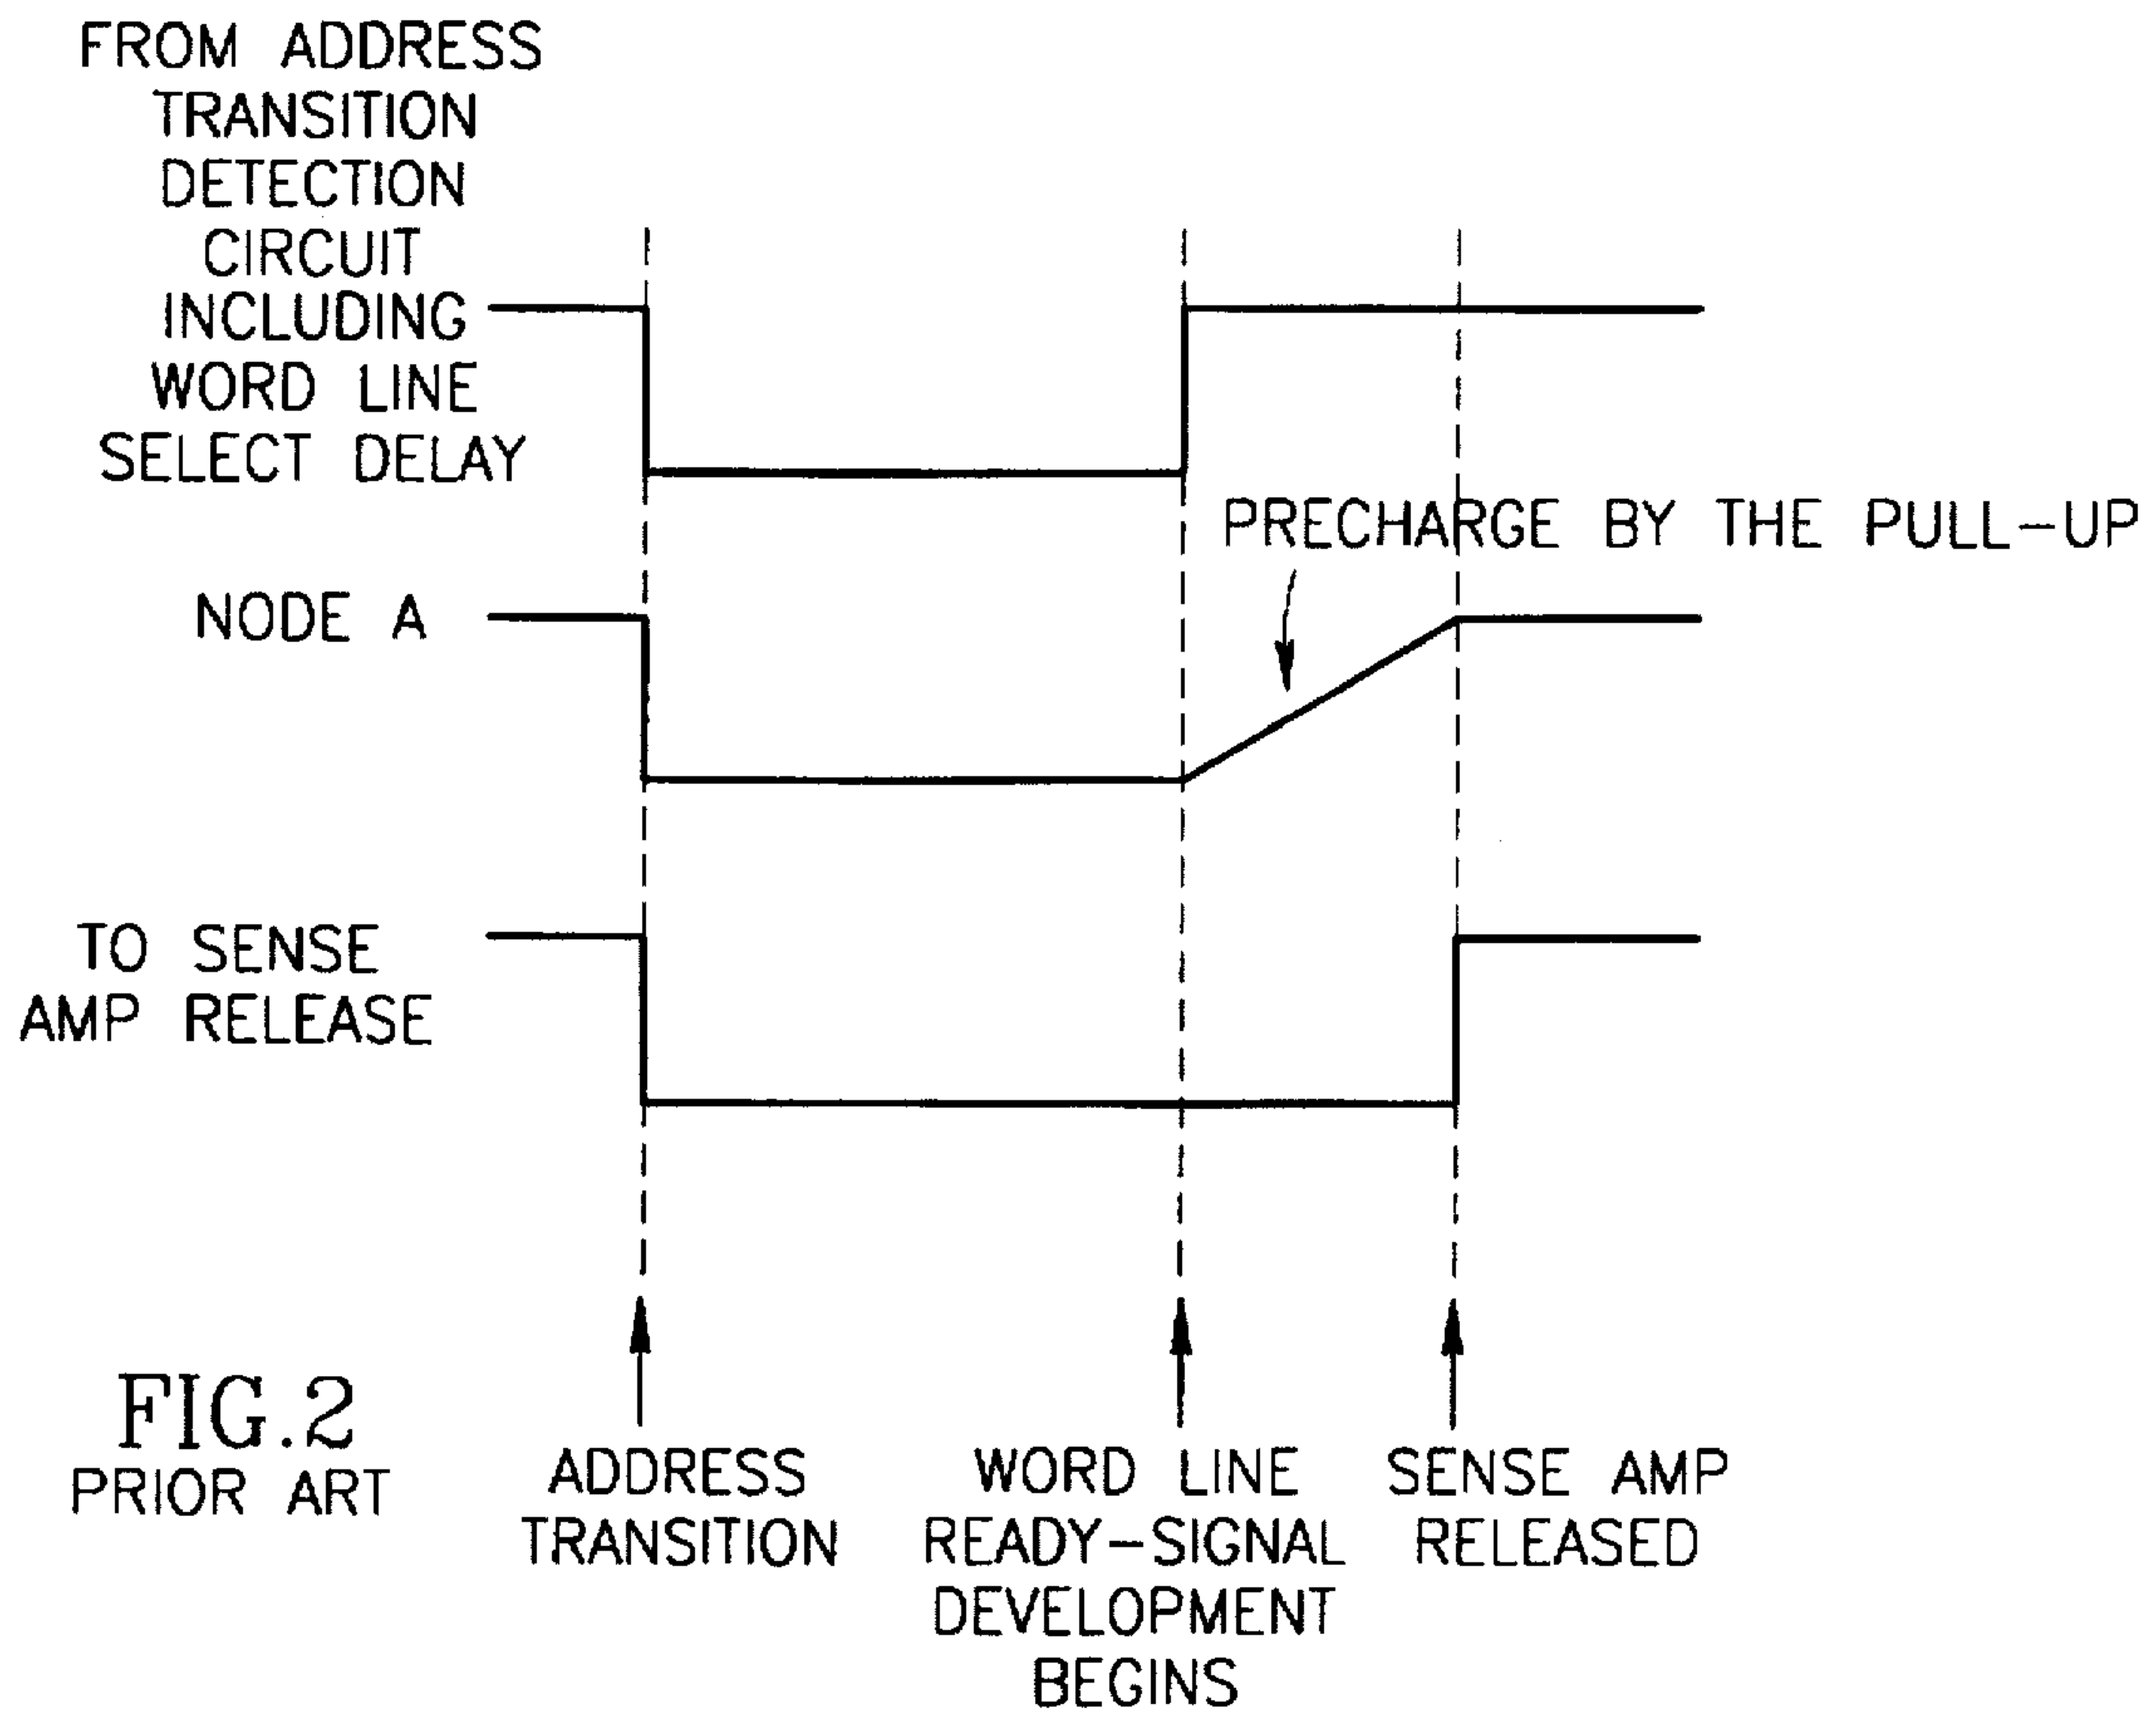 FROM ADDRESS
TRANSITION
DETECTION
CIRCUIT
INCLUDING
WORD LINE
SELECT DELAY
PRECHARGE BY THE PULL-UP
NODE A
TO SENSE
AMP RELEASE
FIG.2
PRIOR ART
ADDRESS
TRANSITION
WORD LINE
READY-SIGNAL
DEVELOPMENT
BEGINS
SENSE AMP
RELEASED